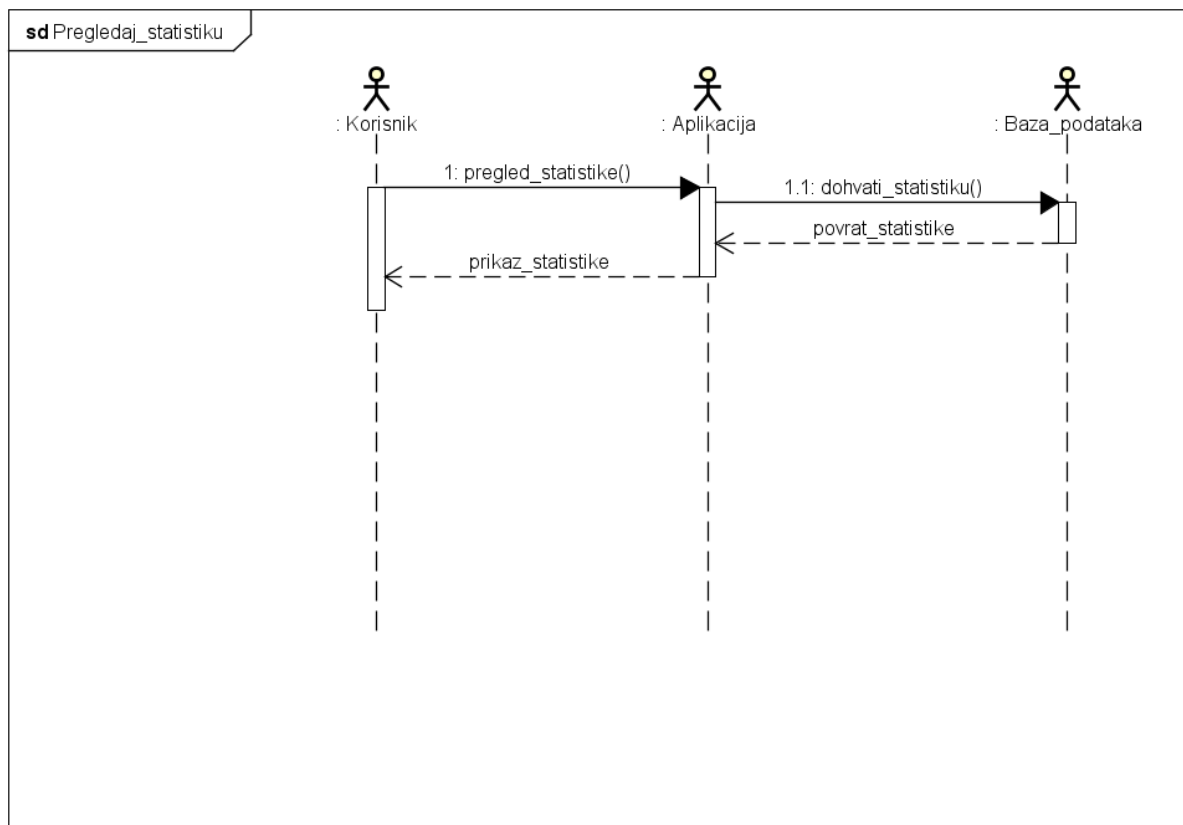 sd Pregledaj_statistiku
: Korisnik
: Aplikacija
: Baza_podataka
1: pregled_statistike()
1.1: dohvati_statistiku()
povrat_statistike
prikaz_statistike